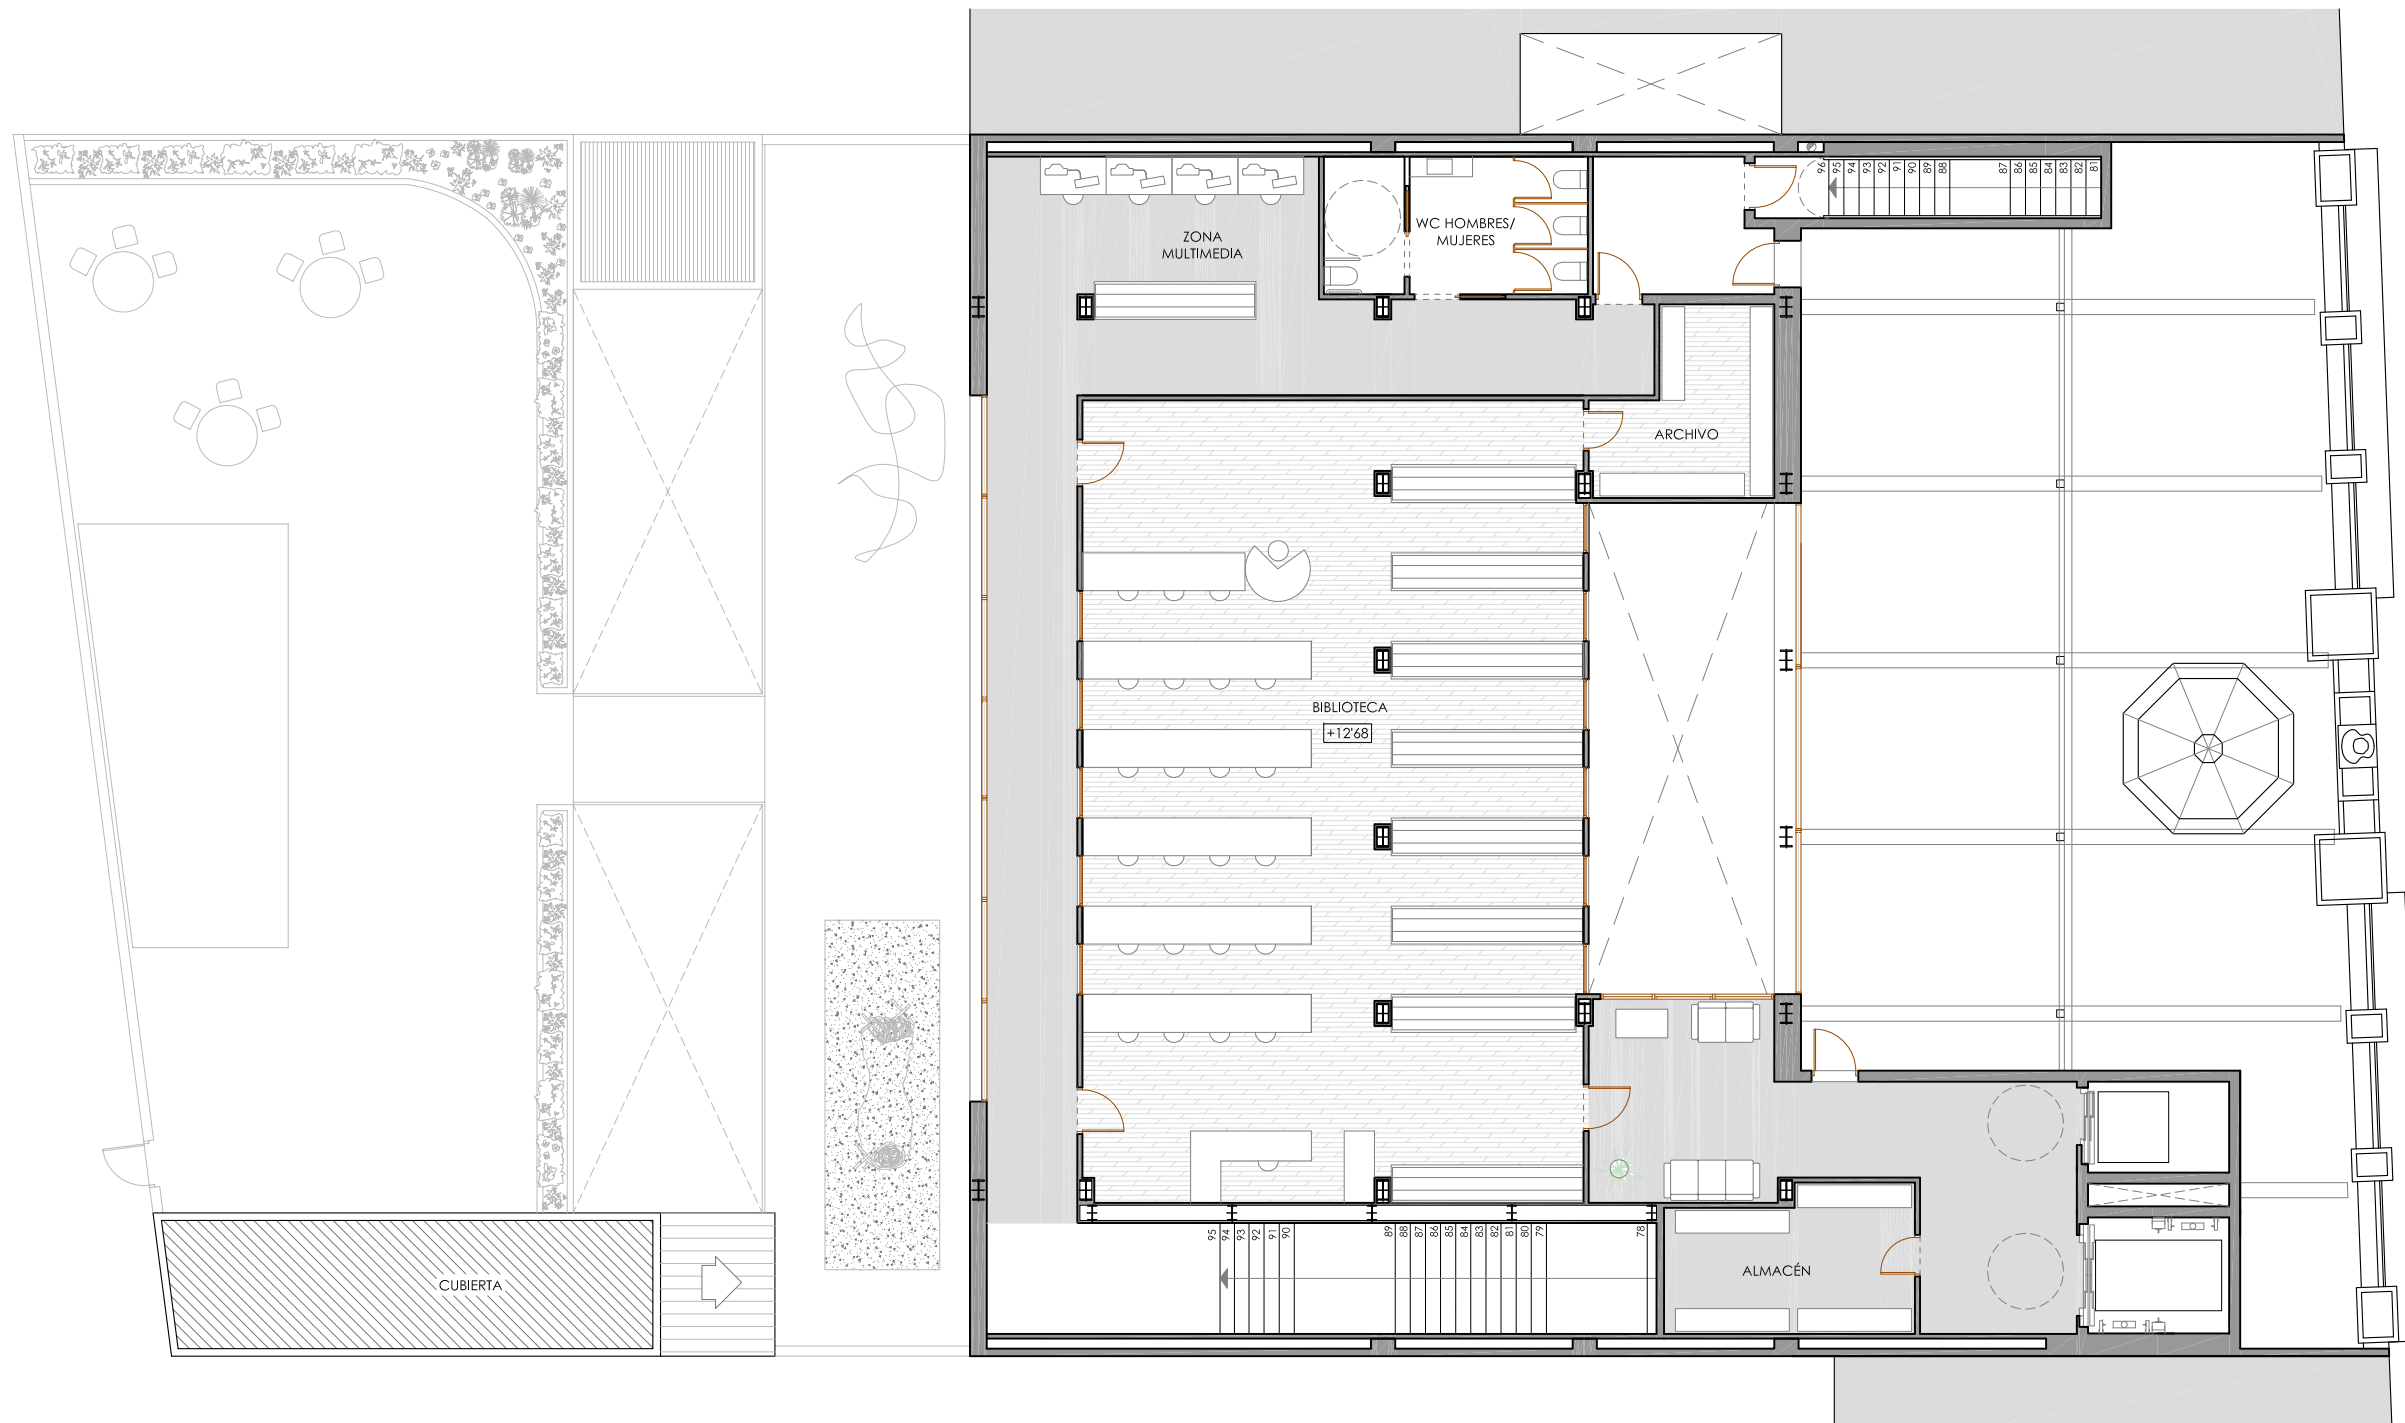 96 95 94 93 92 91 90 89 88 87 86 85 84 83 82 81
ZONA
MULTIMEDIA
WC HOMBRES/
MUJERES
ARCHIVO
BIBLIOTECA
+12'68
95 94 93 92 91 90 89 88 87 86 85 84 83 82 81 80 79 78
ALMACÉN
CUBIERTA